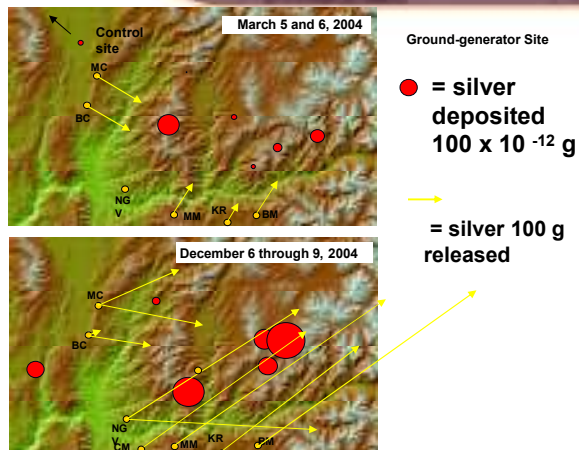 March 5 and 6, 2004
Control
site
MC
BC
NG
V
MM
KR
BM
December 6 through 9, 2004
MC
BC
NG
V
CM
MM
KR
BM
Ground-generator Site
= silver
deposited
100 x 10 -12 g
= silver 100 g
released